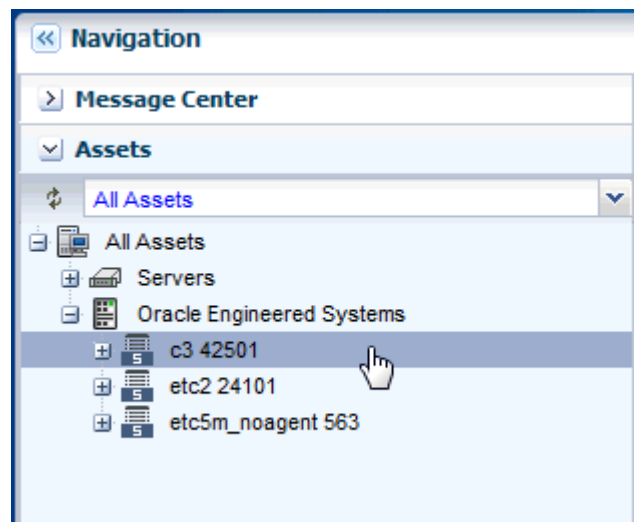 Navigation
Message Center
Assets
All Assets
All Assets
Servers
Oracle Engineered Systems
c3 42501
etc2 24101
etc5m_noagent 563